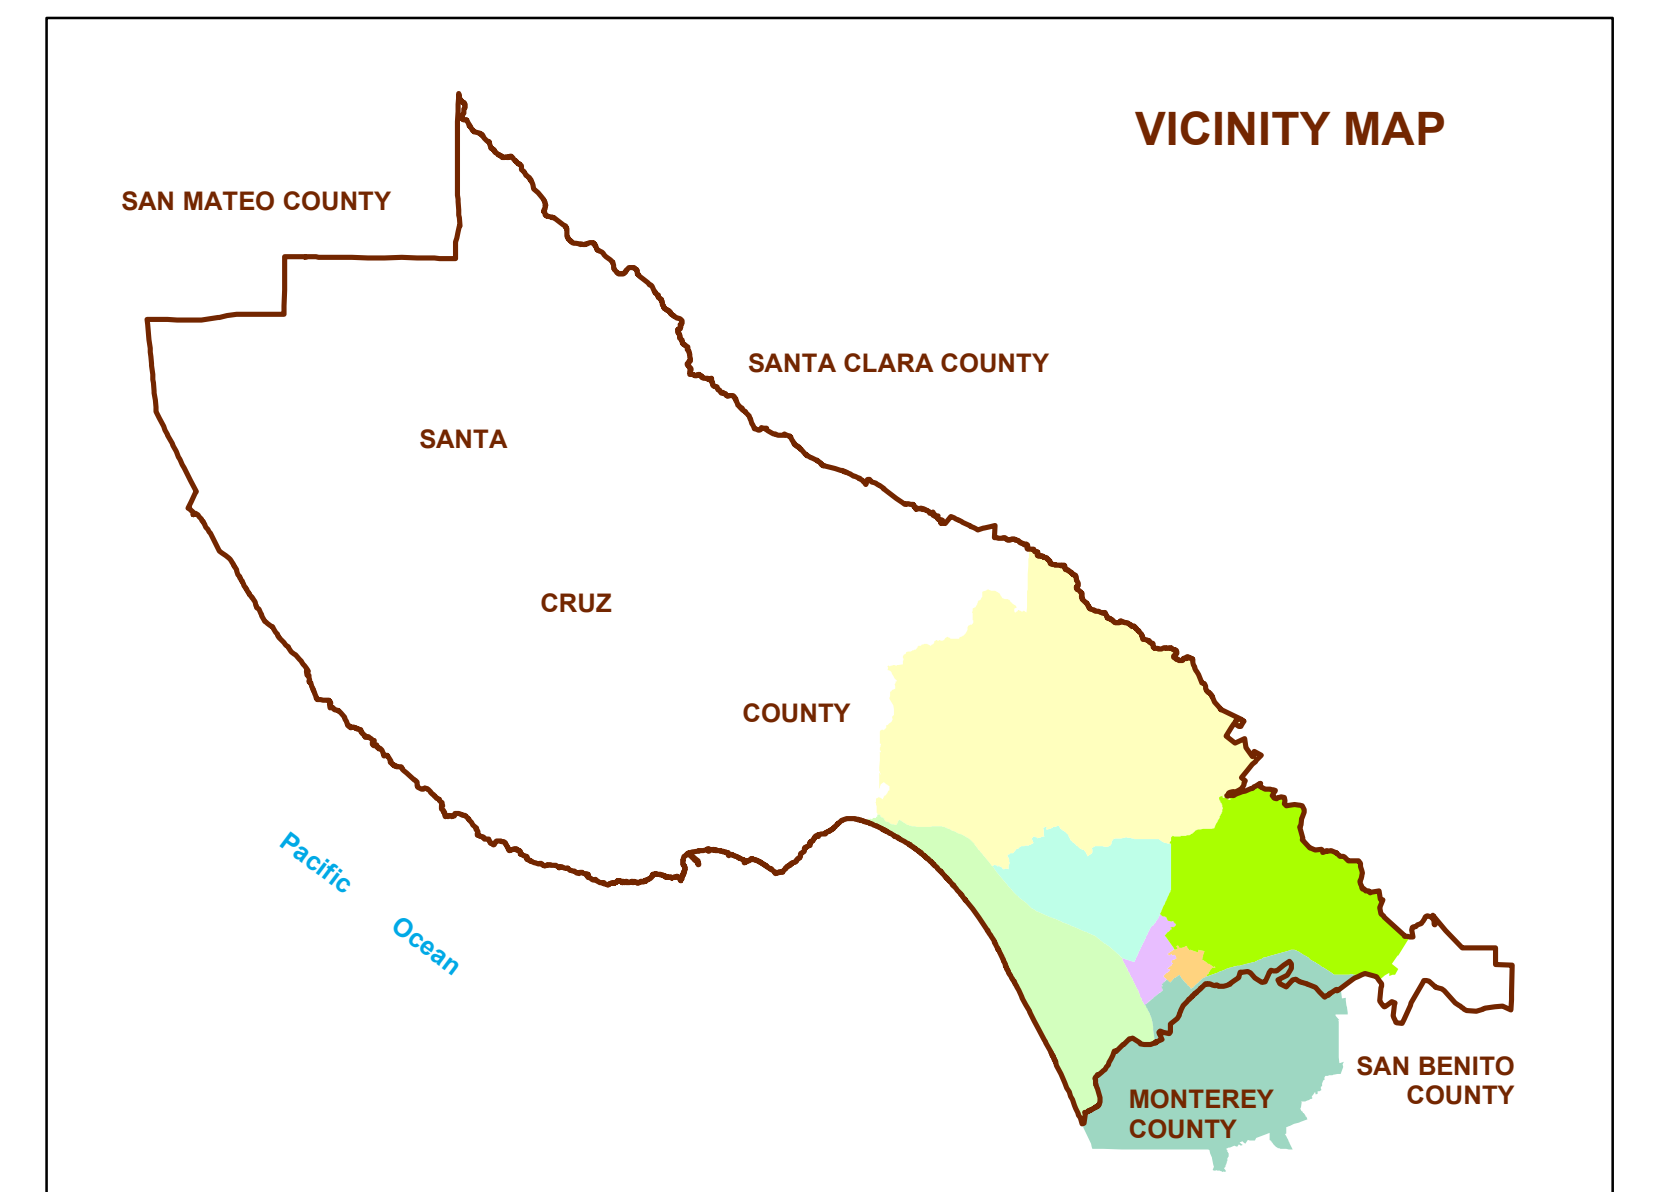 VICINITY MAP
SAN MATEO COUNTY
SANTA CLARA COUNTY
SANTA
CRUZ
COUNTY
Pacific
Ocean
SAN BENITO
COUNTY
MONTEREY
COUNTY